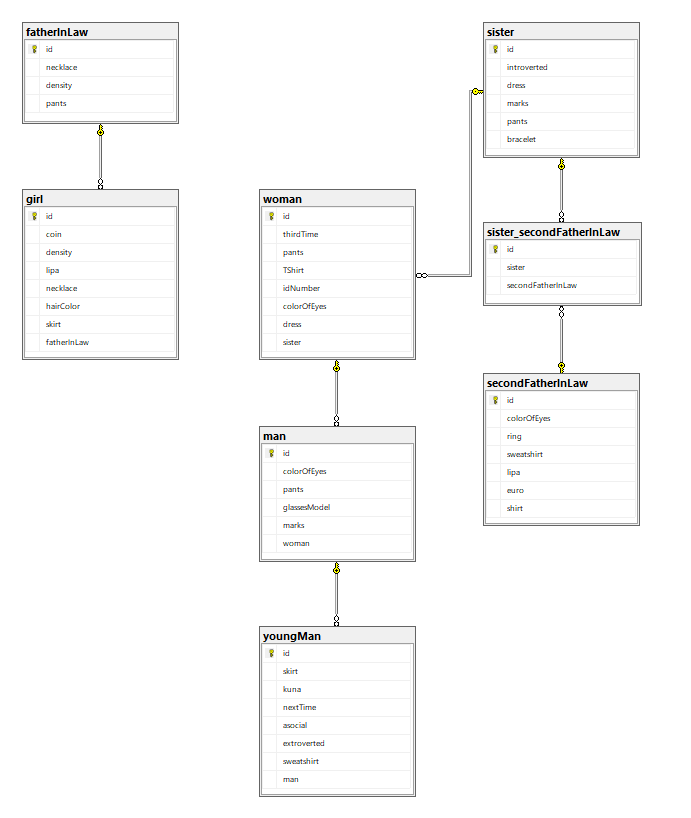 fatherInLaw
id
necklace
density
pants
girl
id
coin
density
lipa
necklace
hairColor
skirt
fatherInLaw
woman
id
thirdTime
pants
TShirt
idNumber
colorOfEyes
dress
sister
man
id
colorOfEyes
pants
glassesModel
marks
woman
youngMan
id
skirt
kuna
nextTime
asocial
extroverted
sweatshirt
man
sister
id
introverted
dress
marks
pants
bracelet
sister_secondFatherInLaw
id
sister
secondFatherInLaw
secondFatherInLaw
id
colorOfEyes
ring
sweatshirt
lipa
euro
shirt